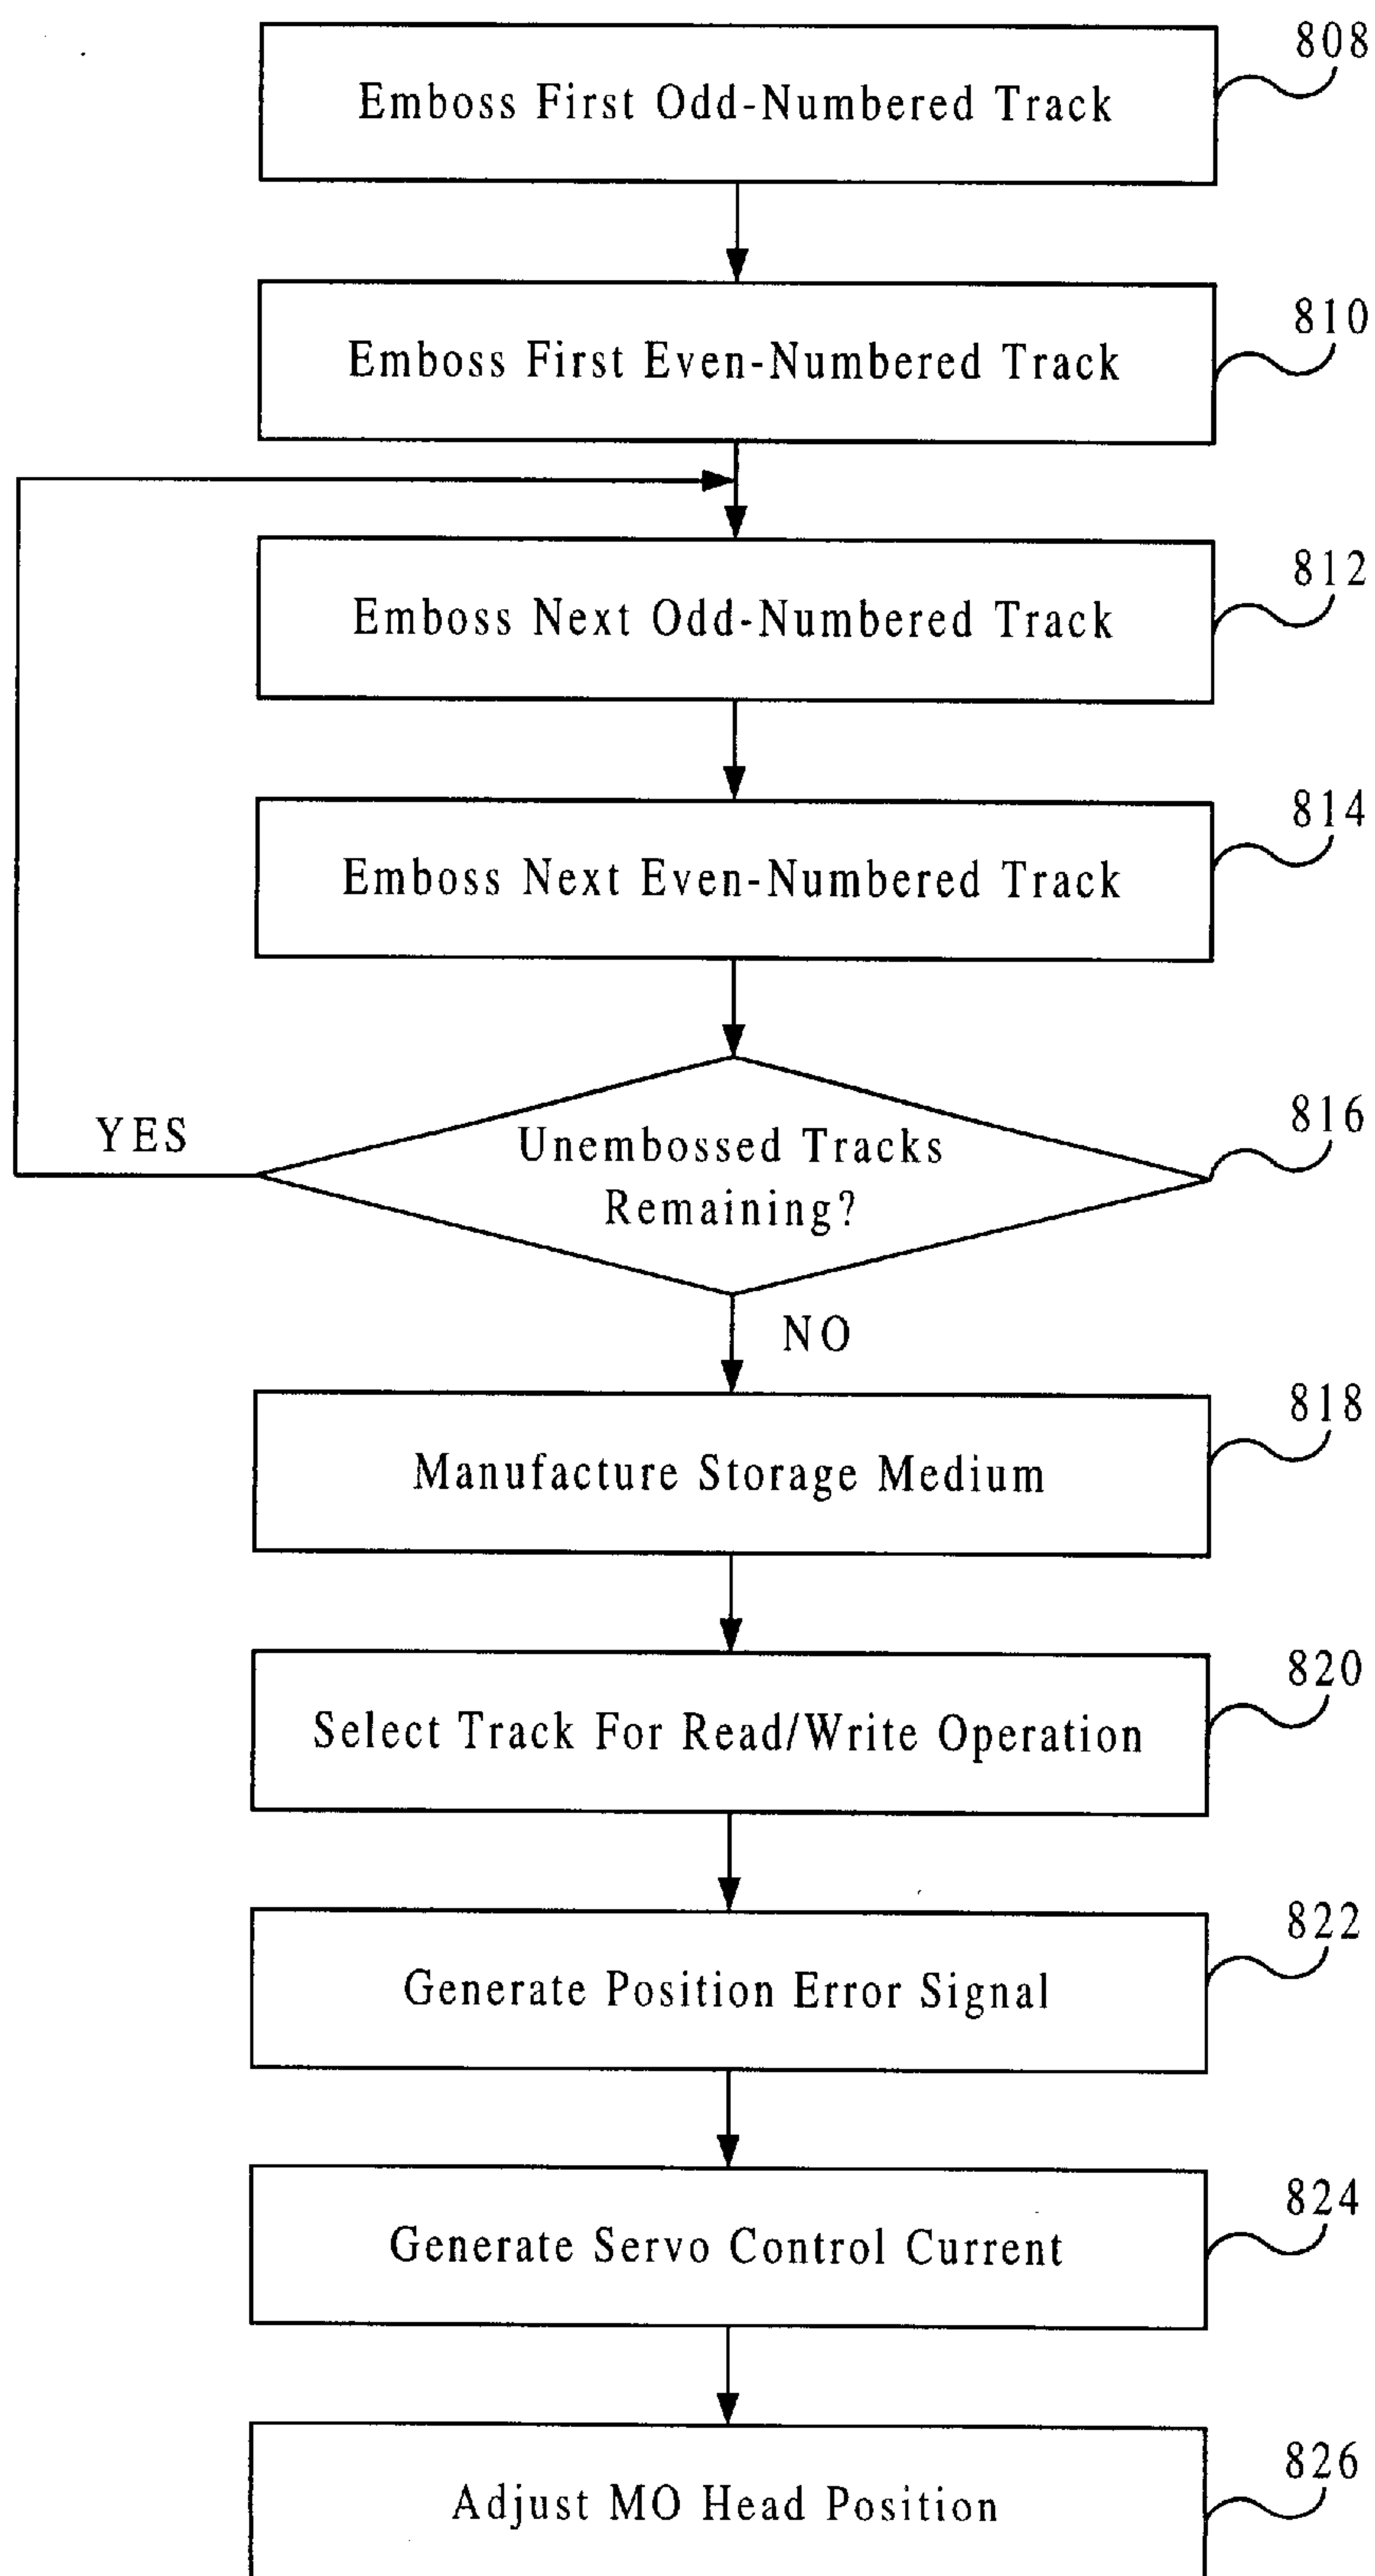 808
Emboss First Odd-Numbered Track
810
Emboss First Even-Numbered Track
812
Emboss Next Odd-Numbered Track
814
Emboss Next Even-Numbered Track
816
YES
Unembossed Tracks
Remaining?
NO
818
Manufacture Storage Medium
820
Select Track For Read/Write Operation
822
Generate Position Error Signal
824
Generate Servo Control Current
826
Adjust MO Head Position